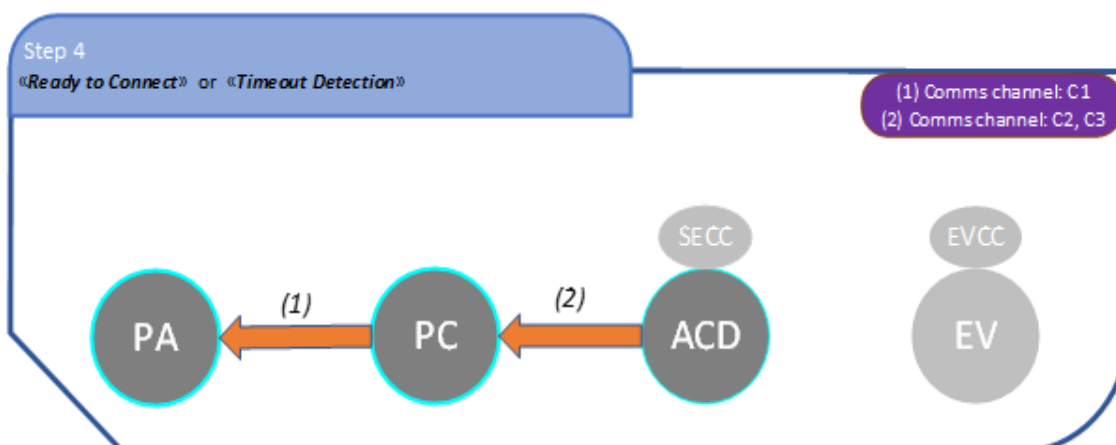 Step 4
«Ready to Connect» or «Timeout Detection»
(1) Comms channel: C1
(2) Comms channel: C2, C3
SECC
EVCC
(1)
(2)
PA
PC
ACD
EV